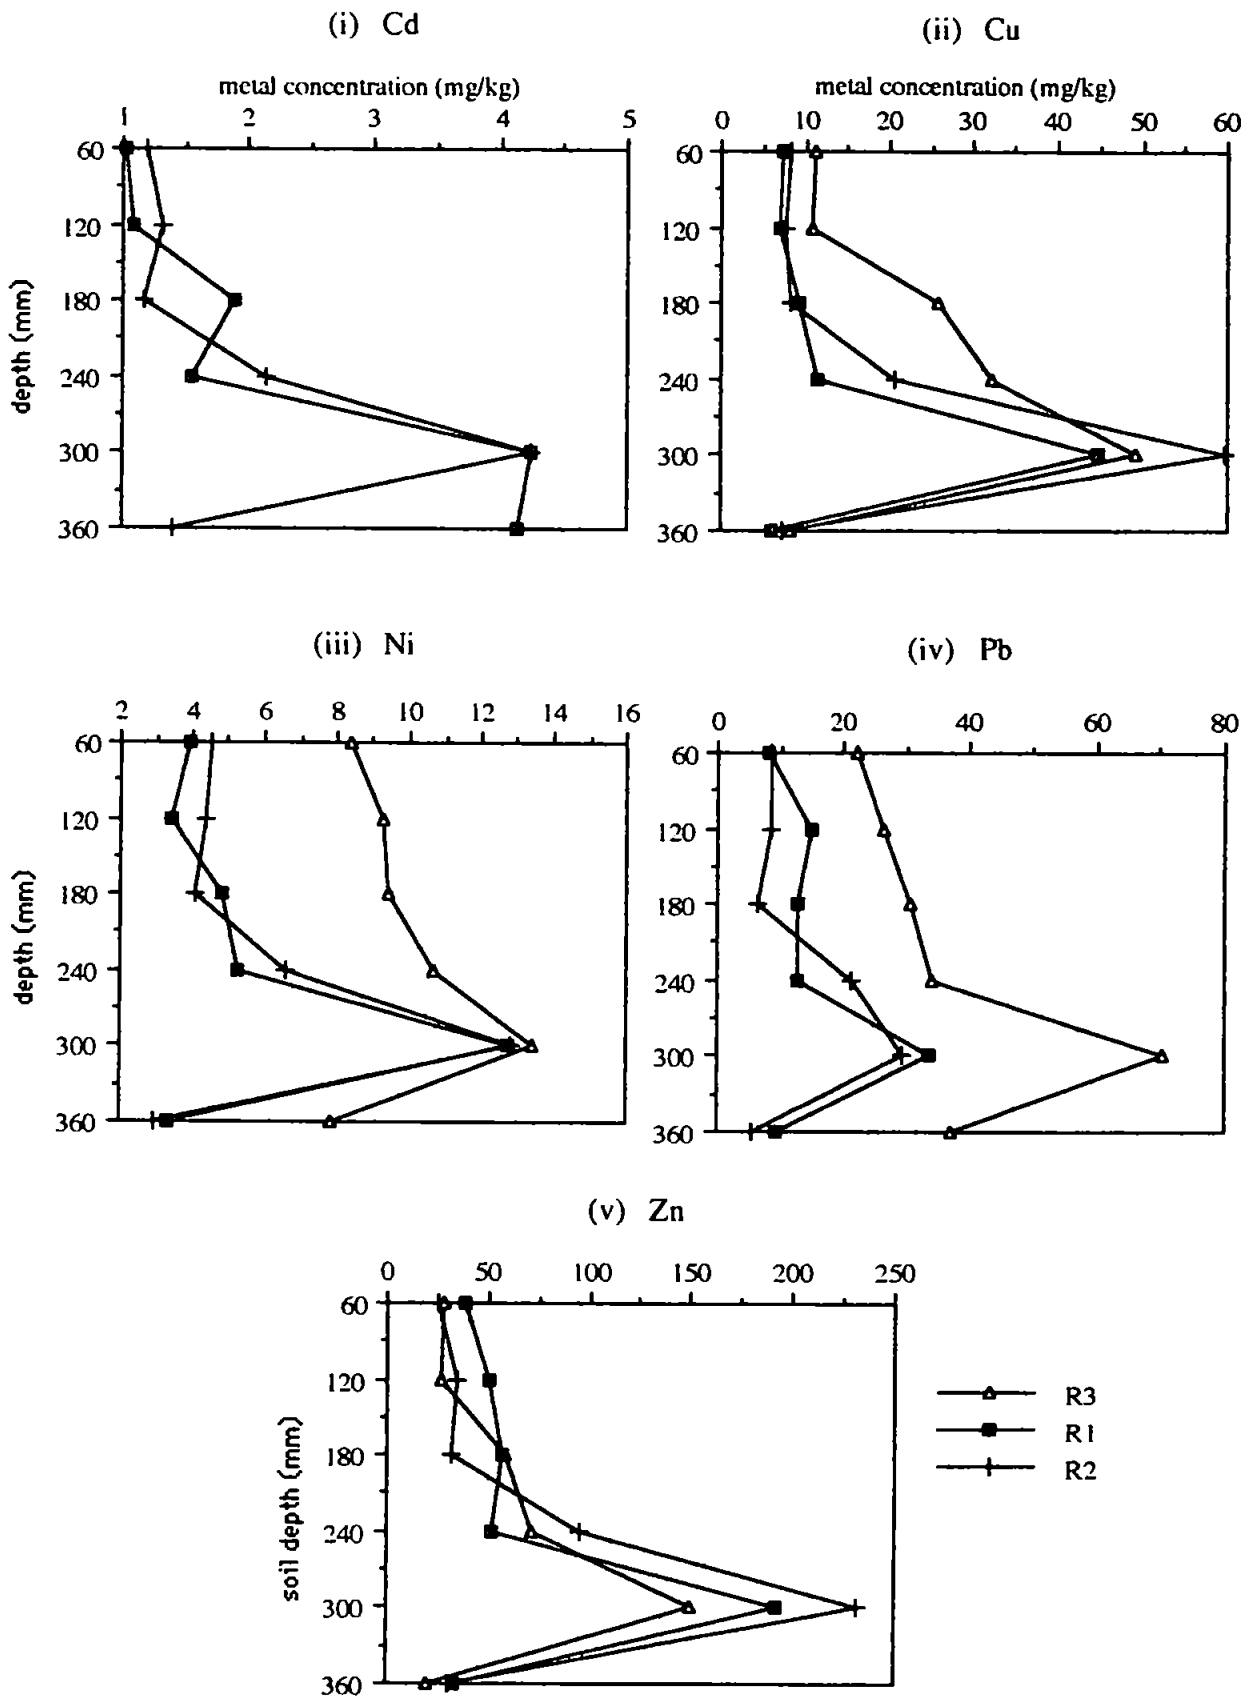 (i) Cd
metal concentration (mg/kg)
1 2 3 4 5
60
120
180
240
300
360
depth (mm)
(ii) Cu
metal concentration (mg/kg)
0 10 20 30 40 50 60
60
120
180
240
300
360
(iii) Ni
2 4 6 8 10 12 14 16
60
120
180
240
300
360
depth (mm)
(iv) Pb
0 20 40 60 80
60
120
180
240
300
360
(v) Zn
0 50 100 150 200 250
60
120
180
240
300
360
soil depth (mm)
R3
R1
R2